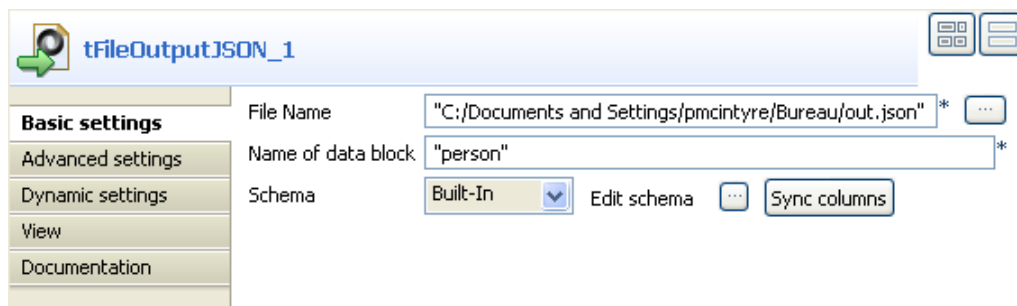 tFileOutputJSON_1
Basic settings
Advanced settings
Dynamic settings
View
Documentation
File Name "C:/Documents and Settings/pmcintyre/Bureau/out.json" * ...
Name of data block "person" *
Schema Built-In Edit schema ... Sync columns